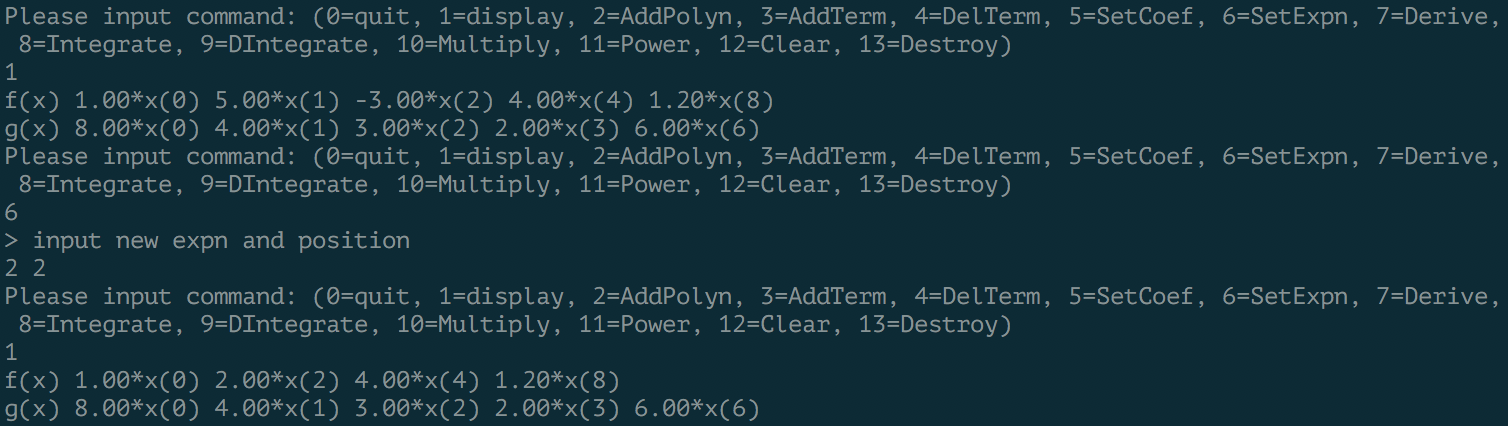 Please input command: (0=quit, 1=display, 2=AddPolyn, 3=AddTerm, 4=DelTerm, 5=SetCoef, 6=SetExpn, 7=Derive,
 8=Integrate, 9=DIntegrate, 10=Multiply, 11=Power, 12=Clear, 13=Destroy)
1
f(x) 1.00*x(0) 5.00*x(1) -3.00*x(2) 4.00*x(4) 1.20*x(8)
g(x) 8.00*x(0) 4.00*x(1) 3.00*x(2) 2.00*x(3) 6.00*x(6)
Please input command: (0=quit, 1=display, 2=AddPolyn, 3=AddTerm, 4=DelTerm, 5=SetCoef, 6=SetExpn, 7=Derive,
 8=Integrate, 9=DIntegrate, 10=Multiply, 11=Power, 12=Clear, 13=Destroy)
6
> input new expn and position
2 2
Please input command: (0=quit, 1=display, 2=AddPolyn, 3=AddTerm, 4=DelTerm, 5=SetCoef, 6=SetExpn, 7=Derive,
 8=Integrate, 9=DIntegrate, 10=Multiply, 11=Power, 12=Clear, 13=Destroy)
1
f(x) 1.00*x(0) 2.00*x(2) 4.00*x(4) 1.20*x(8)
g(x) 8.00*x(0) 4.00*x(1) 3.00*x(2) 2.00*x(3) 6.00*x(6)